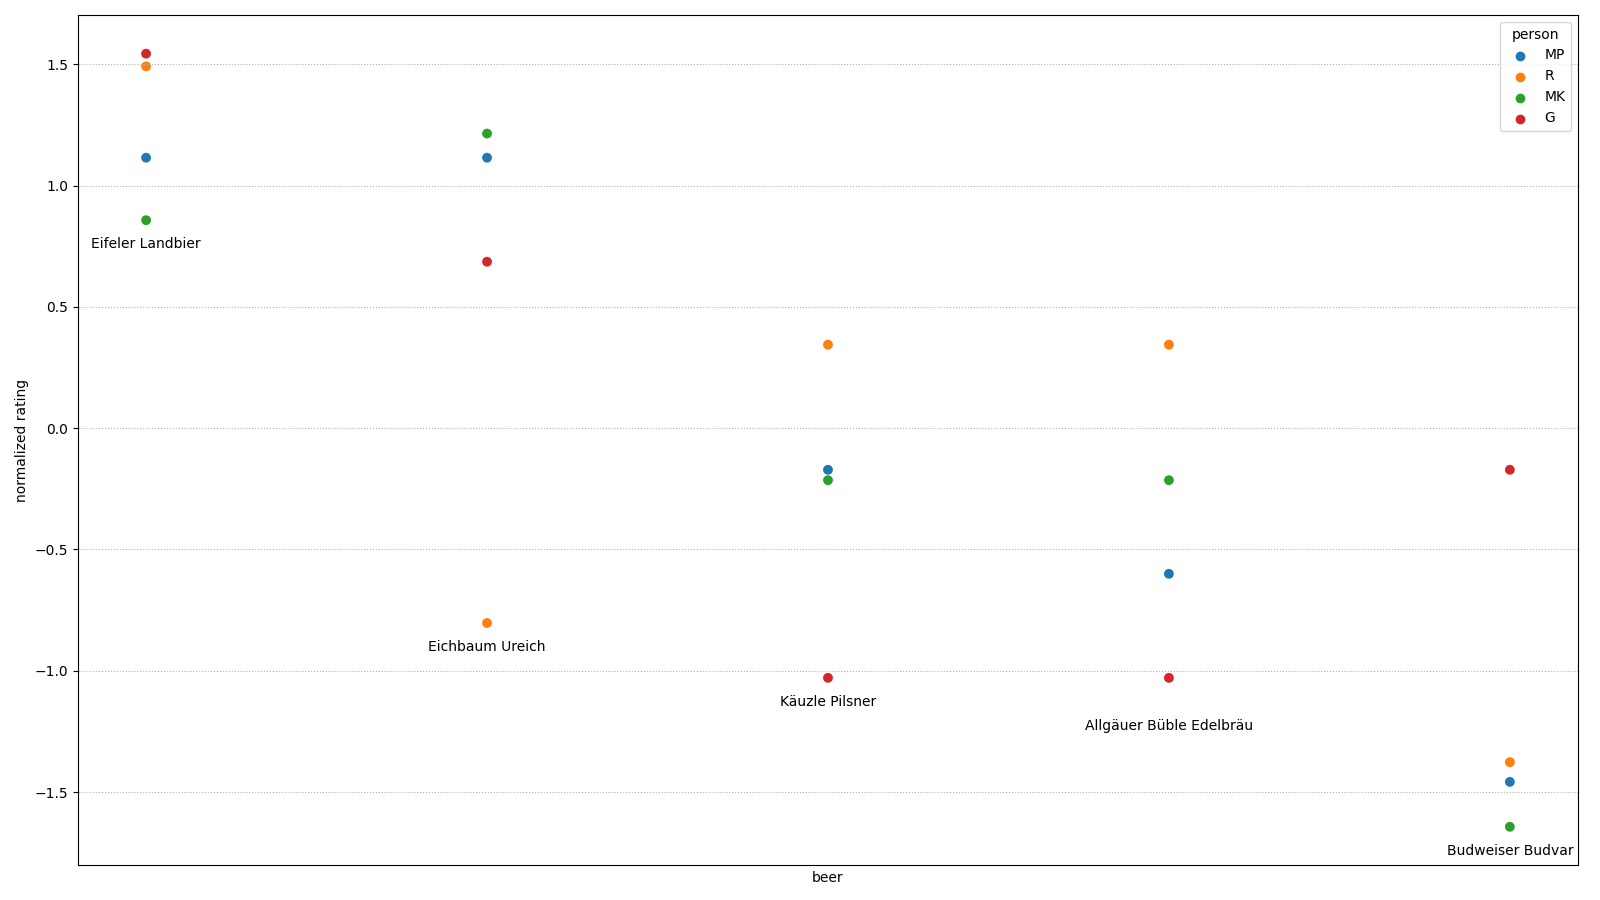 person
MP
R
MK
G
1.5
1.0
0.5
0.0
−0.5
−1.0
−1.5
normalized rating
Eifeler Landbier
Eichbaum Ureich
Käuzle Pilsner
Allgäuer Büble Edelbräu
Budweiser Budvar
beer